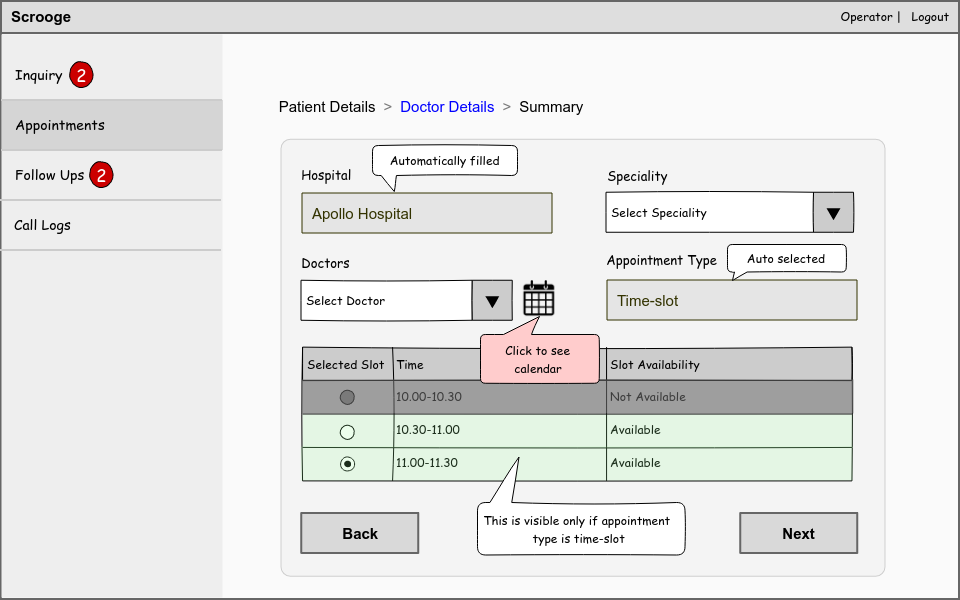 Scrooge
Operator |
Logout
Inquiry 2
Appointments
Follow Ups 2
Call Logs
Patient Details > Doctor Details > Summary
Automatically filled
Hospital
Speciality
Apollo Hospital
Select Speciality
Doctors
Appointment Type
Auto selected
Select Doctor
Time-slot
Click to see
calendar
Selected Slot Time Slot Availability
10.00-10.30 Not Available
10.30-11.00 Available
11.00-11.30 Available
This is visible only if appointment
type is time-slot
Back
Next